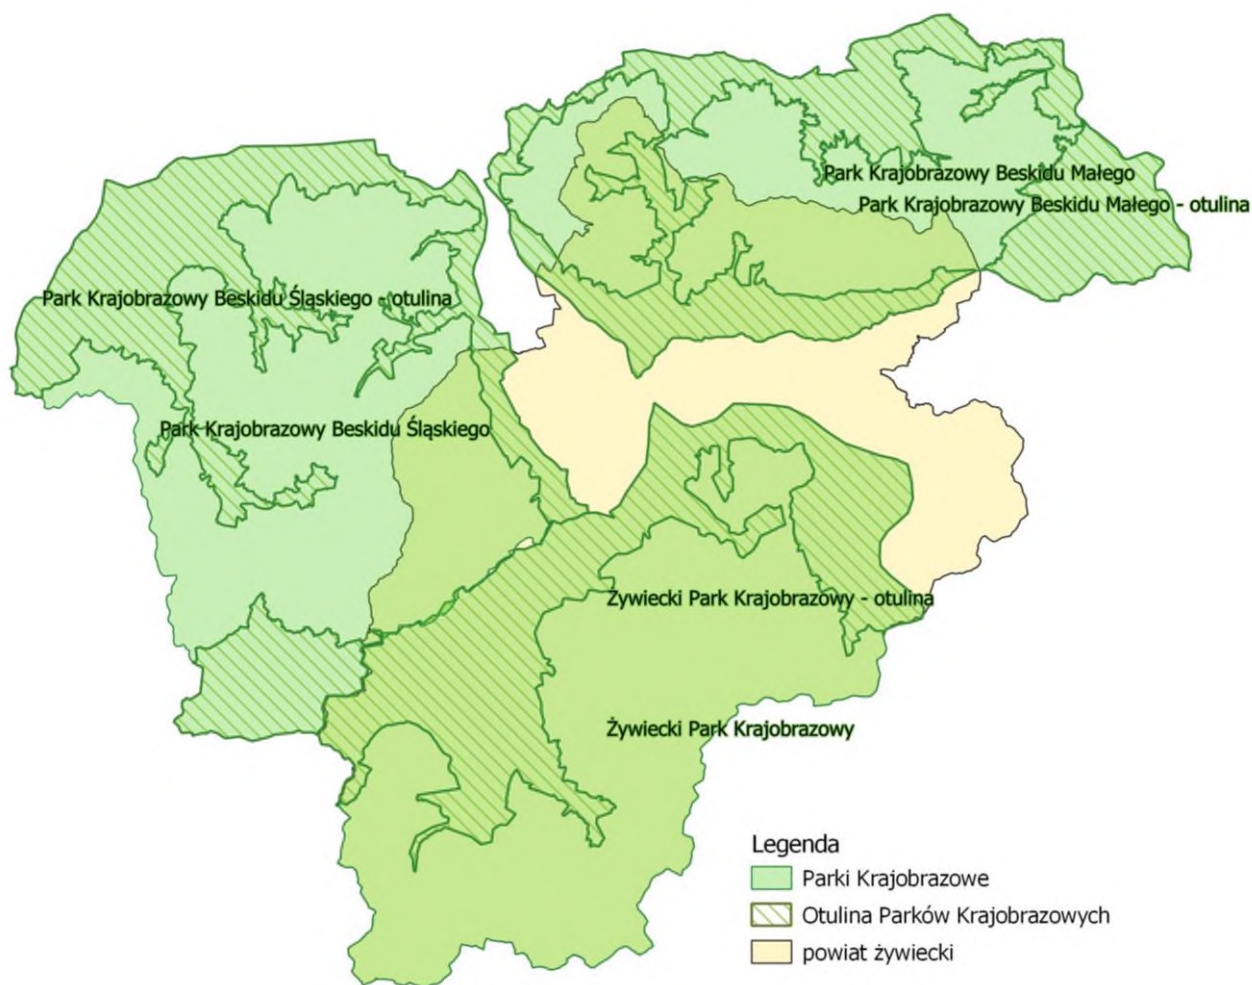 Park Krajobrazowy Beskidu Małego
Park Krajobrazowy Beskidu Małego - otulina
Park Krajobrazowy Beskidu Śląskiego - otulina
Park Krajobrazowy Beskidu Śląskiego
Żywiecki Park Krajobrazowy - otulina
Żywiecki Park Krajobrazowy
Legenda
Parki Krajobrazowe
Otulina Parków Krajobrazowych
powiat żywiecki